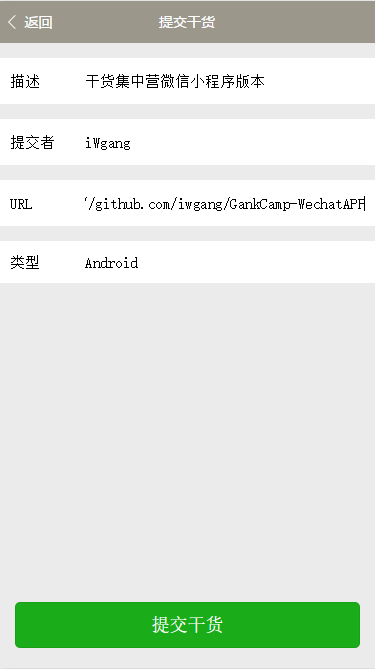 返回 提交干货
描述 干货集中营微信小程序版本
提交者 iWgang
URL //github.com/iwgang/GankCamp-WechatAPP
类型 Android
提交干货